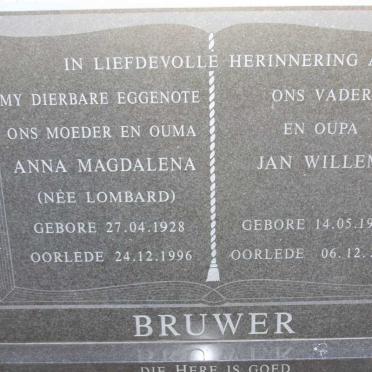 IN LIEFDEVOLLE HERINNERING A
MY DIERBARE EGGENOTE
ONS MOEDER EN OUMA
ANNA MAGDALENA
(NÉE LOMBARD)
GEBORE 27.04.1928
OORLEDE 24.12.1996
ONS VADER
EN OUPA
JAN WILLEM
GEBORE 14.05.19
OORLEDE 06.12.
BRUWER
DIE HERE IS GOED